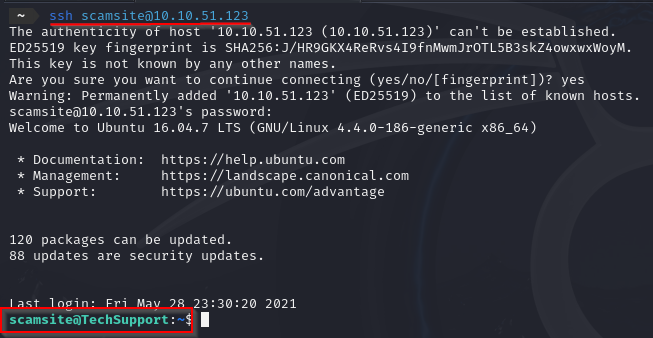 ~ ssh scamsite@10.10.51.123
The authenticity of host '10.10.51.123 (10.10.51.123)' can't be established.
ED25519 key fingerprint is SHA256:J/HR9GKX4ReRvs4I9fnMwmJrOTL5B3skZ4owxwxWoyM.
This key is not known by any other names.
Are you sure you want to continue connecting (yes/no/[fingerprint])? yes
Warning: Permanently added '10.10.51.123' (ED25519) to the list of known hosts.
scamsite@10.10.51.123's password:
Welcome to Ubuntu 16.04.7 LTS (GNU/Linux 4.4.0-186-generic x86_64)
* Documentation: https://help.ubuntu.com
* Management: https://landscape.canonical.com
* Support: https://ubuntu.com/advantage
120 packages can be updated.
88 updates are security updates.
Last login: Fri May 28 23:30:20 2021
scamsite@TechSupport:~$